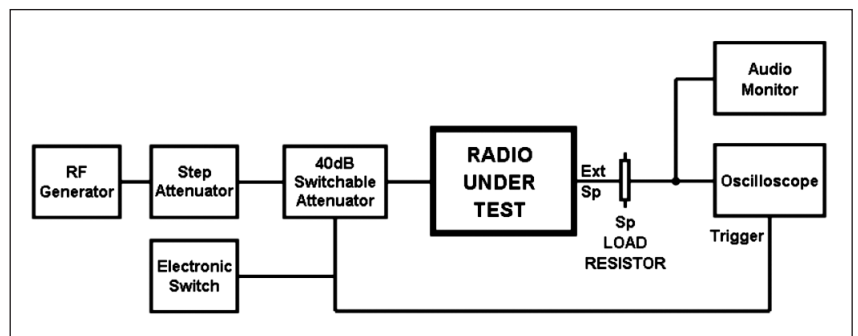 Audio
Monitor
RF
Generator
Step
Attenuator
40dB
Switchable
Attenuator
RADIO
UNDER
TEST
Ext
Sp
Sp
LOAD
RESISTOR
Oscilloscope
Trigger
Electronic
Switch